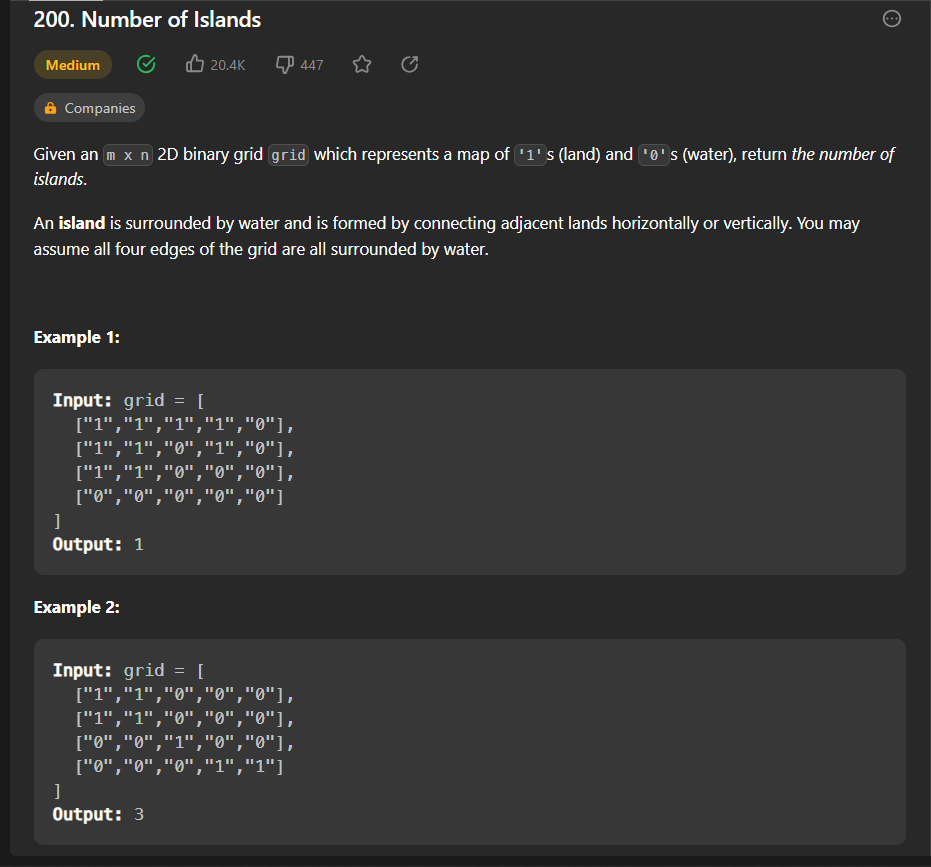 200. Number of Islands
Medium 20.4K 447
Companies
Given an m x n 2D binary grid grid which represents a map of '1's (land) and '0's (water), return the number of
islands.
An island is surrounded by water and is formed by connecting adjacent lands horizontally or vertically. You may
assume all four edges of the grid are all surrounded by water.
Example 1:
Input: grid = [
["1","1","1","1","0"],
["1","1","0","1","0"],
["1","1","0","0","0"],
["0","0","0","0","0"]
]
Output: 1
Example 2:
Input: grid = [
["1","1","0","0","0"],
["1","1","0","0","0"],
["0","0","1","0","0"],
["0","0","0","1","1"]
]
Output: 3